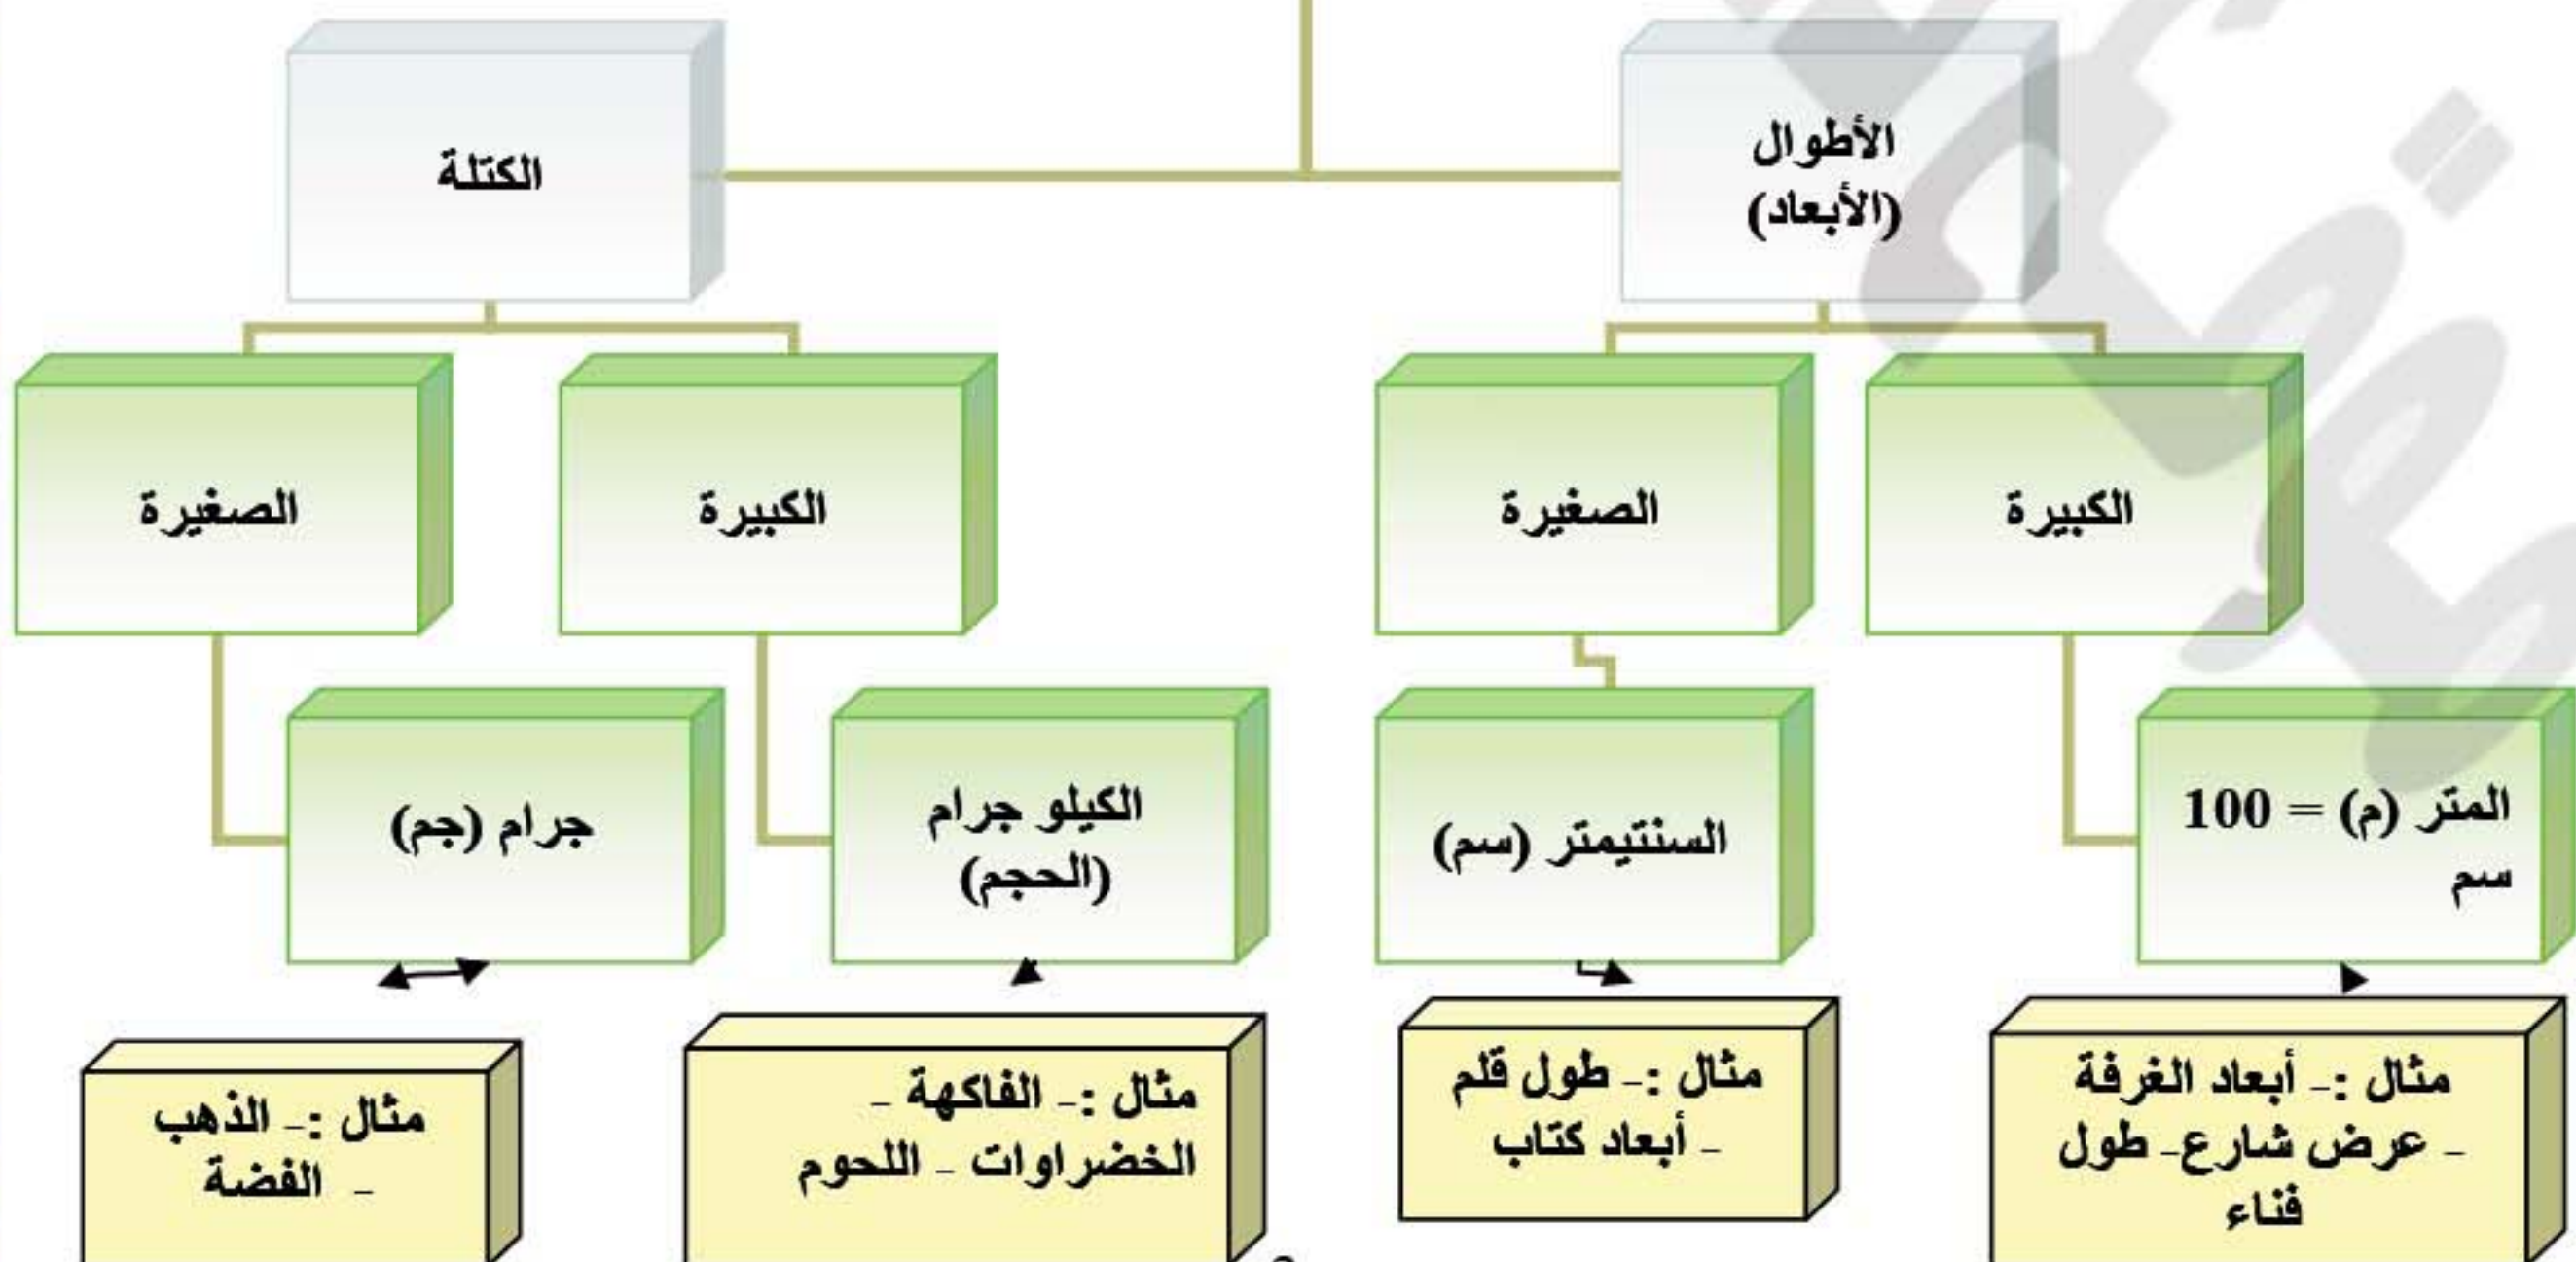 الأطوال
(الأبعاد)
الكتلة
الكبيرة
الصغيرة
الكبيرة
الصغيرة
المتر (م) = 100
سم
السنتيمتر (سم)
الكيلو جرام
(الحجم)
جرام (جم)
مثال :- أبعاد الغرفة
- عرض شارع- طول
فناء
مثال :- طول قلم
- أبعاد كتاب
مثال :- الفاكهة -
الخضراوات - اللحوم
مثال :- الذهب
- الفضة